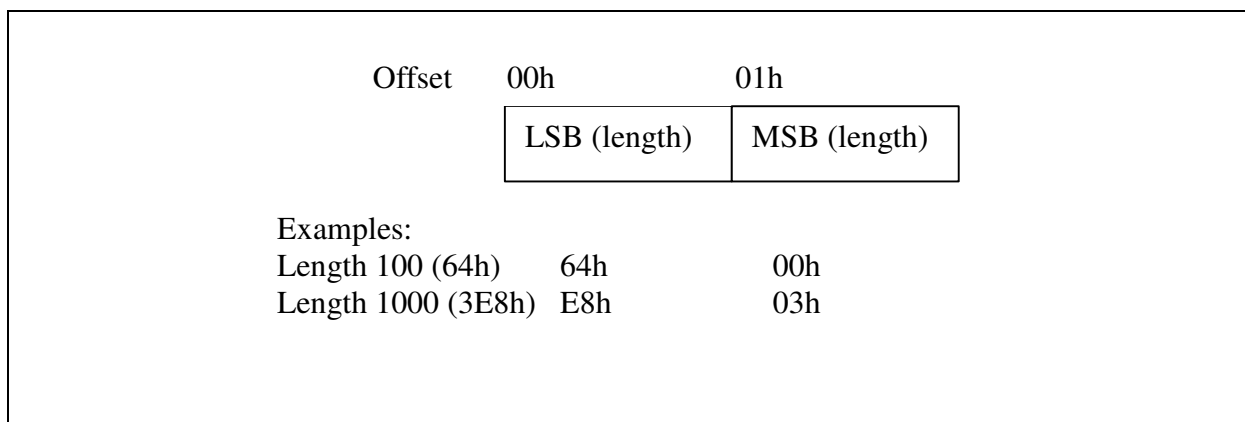 Offset 00h 01h
LSB (length) MSB (length)
Examples:
Length 100 (64h) 64h 00h
Length 1000 (3E8h) E8h 03h